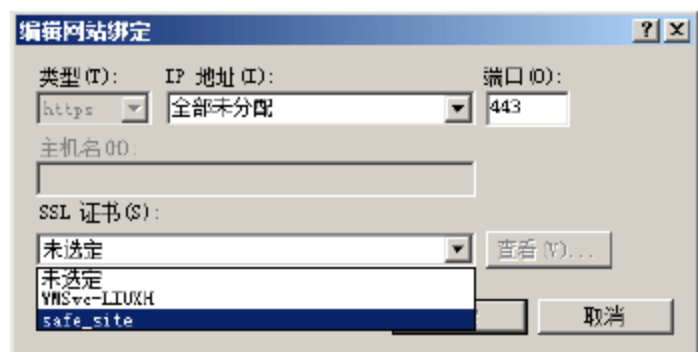 编辑网站绑定
类型(T): IP 地址(I): 端口(O):
https 全部未分配 443
主机名(H):
SSL 证书(S):
未选定 查看(V)...
未选定
WMSvc-LIUXH
safe_site
取消